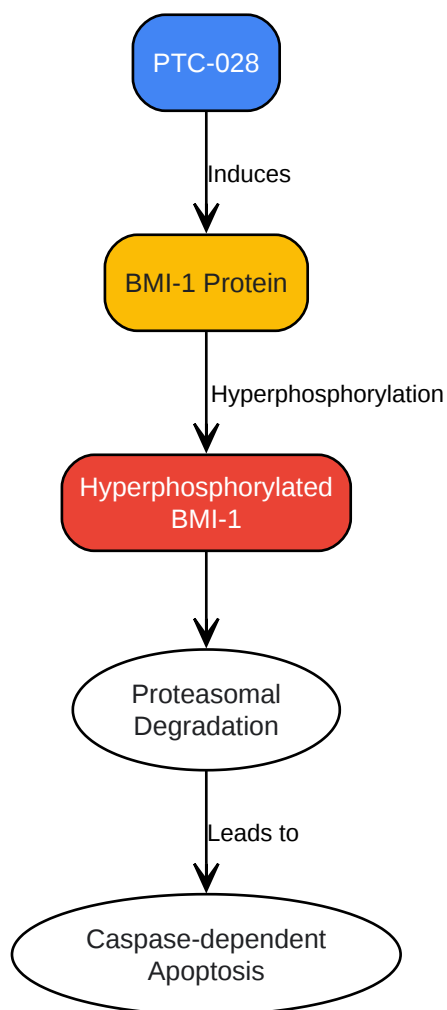 PTC-028
Induces
BMI-1 Protein
Hyperphosphorylation
Hyperphosphorylated
BMI-1
Proteasomal
Degradation
Leads to
Caspase-dependent
Apoptosis